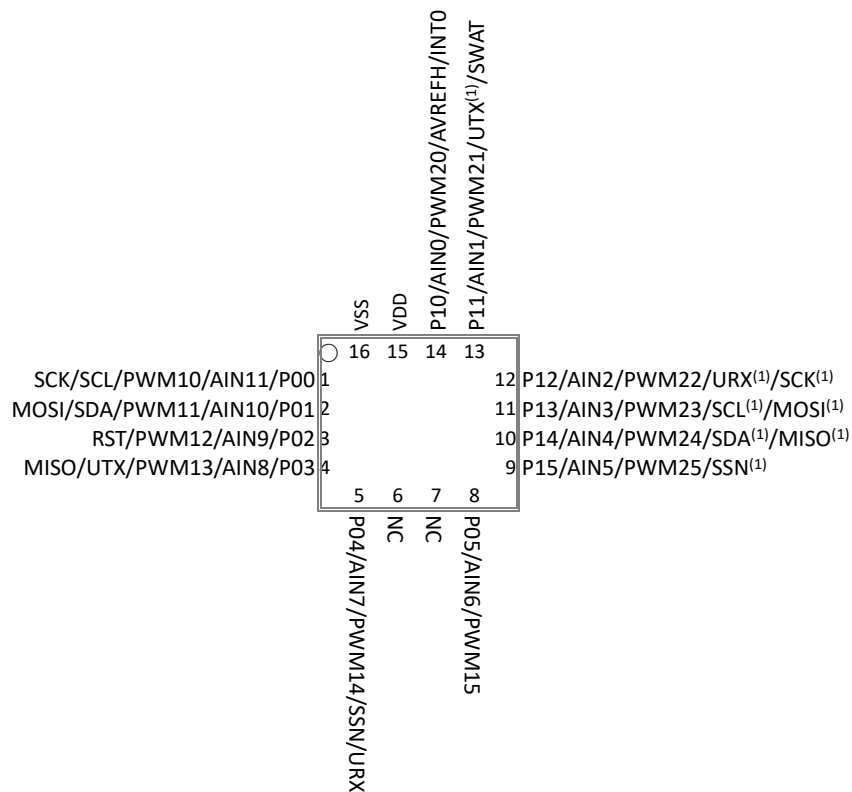 P10/AIN0/PWM20/AVREFH/INT0
P11/AIN1/PWM21/UTX(1)/SWAT
VSS
VDD
16 15 14 13
SCK/SCL/PWM10/AIN11/P00 1
MOSI/SDA/PWM11/AIN10/P01 2
RST/PWM12/AIN9/P02 3
MISO/UTX/PWM13/AIN8/P03 4
12 P12/AIN2/PWM22/URX(1)/SCK(1)
11 P13/AIN3/PWM23/SCL(1)/MOSI(1)
10 P14/AIN4/PWM24/SDA(1)/MISO(1)
9 P15/AIN5/PWM25/SSN(1)
5 6 7 8
P04/AIN7/PWM14/SSN/URX
NC
NC
P05/AIN6/PWM15